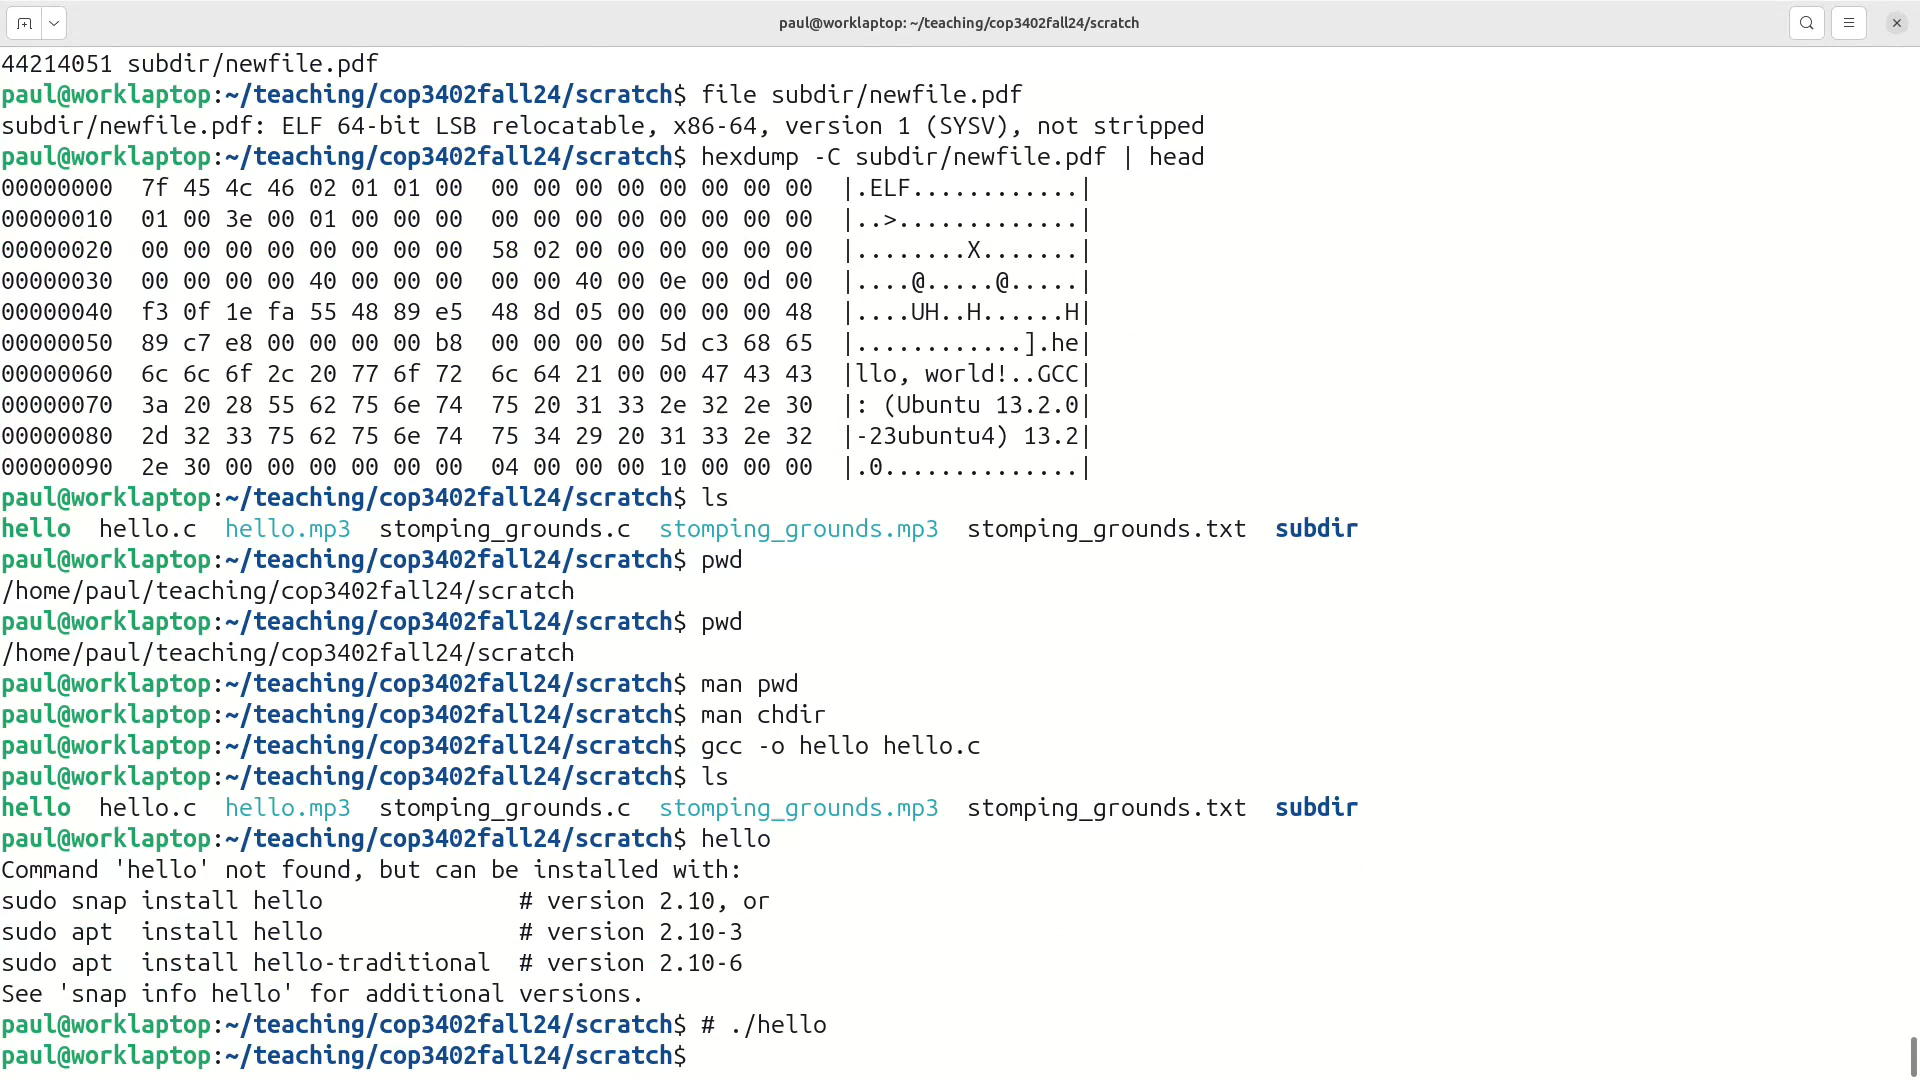 paul@worklaptop: ~/teaching/cop3402fall24/scratch
44214051 subdir/newfile.pdf
paul@worklaptop:~/teaching/cop3402fall24/scratch$ file subdir/newfile.pdf
subdir/newfile.pdf: ELF 64-bit LSB relocatable, x86-64, version 1 (SYSV), not stripped
paul@worklaptop:~/teaching/cop3402fall24/scratch$ hexdump -C subdir/newfile.pdf | head
00000000  7f 45 4c 46 02 01 01 00  00 00 00 00 00 00 00 00  |.ELF............|
00000010  01 00 3e 00 01 00 00 00  00 00 00 00 00 00 00 00  |..>.............|
00000020  00 00 00 00 00 00 00 00  58 02 00 00 00 00 00 00  |........X.......|
00000030  00 00 00 00 40 00 00 00  00 00 40 00 0e 00 0d 00  |....@.....@.....|
00000040  f3 0f 1e fa 55 48 89 e5  48 8d 05 00 00 00 00 48  |....UH..H......H|
00000050  89 c7 e8 00 00 00 00 b8  00 00 00 00 5d c3 68 65  |............].he|
00000060  6c 6c 6f 2c 20 77 6f 72  6c 64 21 00 00 47 43 43  |llo, world!..GCC|
00000070  3a 20 28 55 62 75 6e 74  75 20 31 33 2e 32 2e 30  |: (Ubuntu 13.2.0|
00000080  2d 32 33 75 62 75 6e 74  75 34 29 20 31 33 2e 32  |-23ubuntu4) 13.2|
00000090  2e 30 00 00 00 00 00 00  04 00 00 00 10 00 00 00  |.0..............|
paul@worklaptop:~/teaching/cop3402fall24/scratch$ ls
hello  hello.c  hello.mp3  stomping_grounds.c  stomping_grounds.mp3  stomping_grounds.txt  subdir
paul@worklaptop:~/teaching/cop3402fall24/scratch$ pwd
/home/paul/teaching/cop3402fall24/scratch
paul@worklaptop:~/teaching/cop3402fall24/scratch$ pwd
/home/paul/teaching/cop3402fall24/scratch
paul@worklaptop:~/teaching/cop3402fall24/scratch$ man pwd
paul@worklaptop:~/teaching/cop3402fall24/scratch$ man chdir
paul@worklaptop:~/teaching/cop3402fall24/scratch$ gcc -o hello hello.c
paul@worklaptop:~/teaching/cop3402fall24/scratch$ ls
hello  hello.c  hello.mp3  stomping_grounds.c  stomping_grounds.mp3  stomping_grounds.txt  subdir
paul@worklaptop:~/teaching/cop3402fall24/scratch$ hello
Command 'hello' not found, but can be installed with:
sudo snap install hello              # version 2.10, or
sudo apt  install hello              # version 2.10-3
sudo apt  install hello-traditional  # version 2.10-6
See 'snap info hello' for additional versions.
paul@worklaptop:~/teaching/cop3402fall24/scratch$ # ./hello
paul@worklaptop:~/teaching/cop3402fall24/scratch$